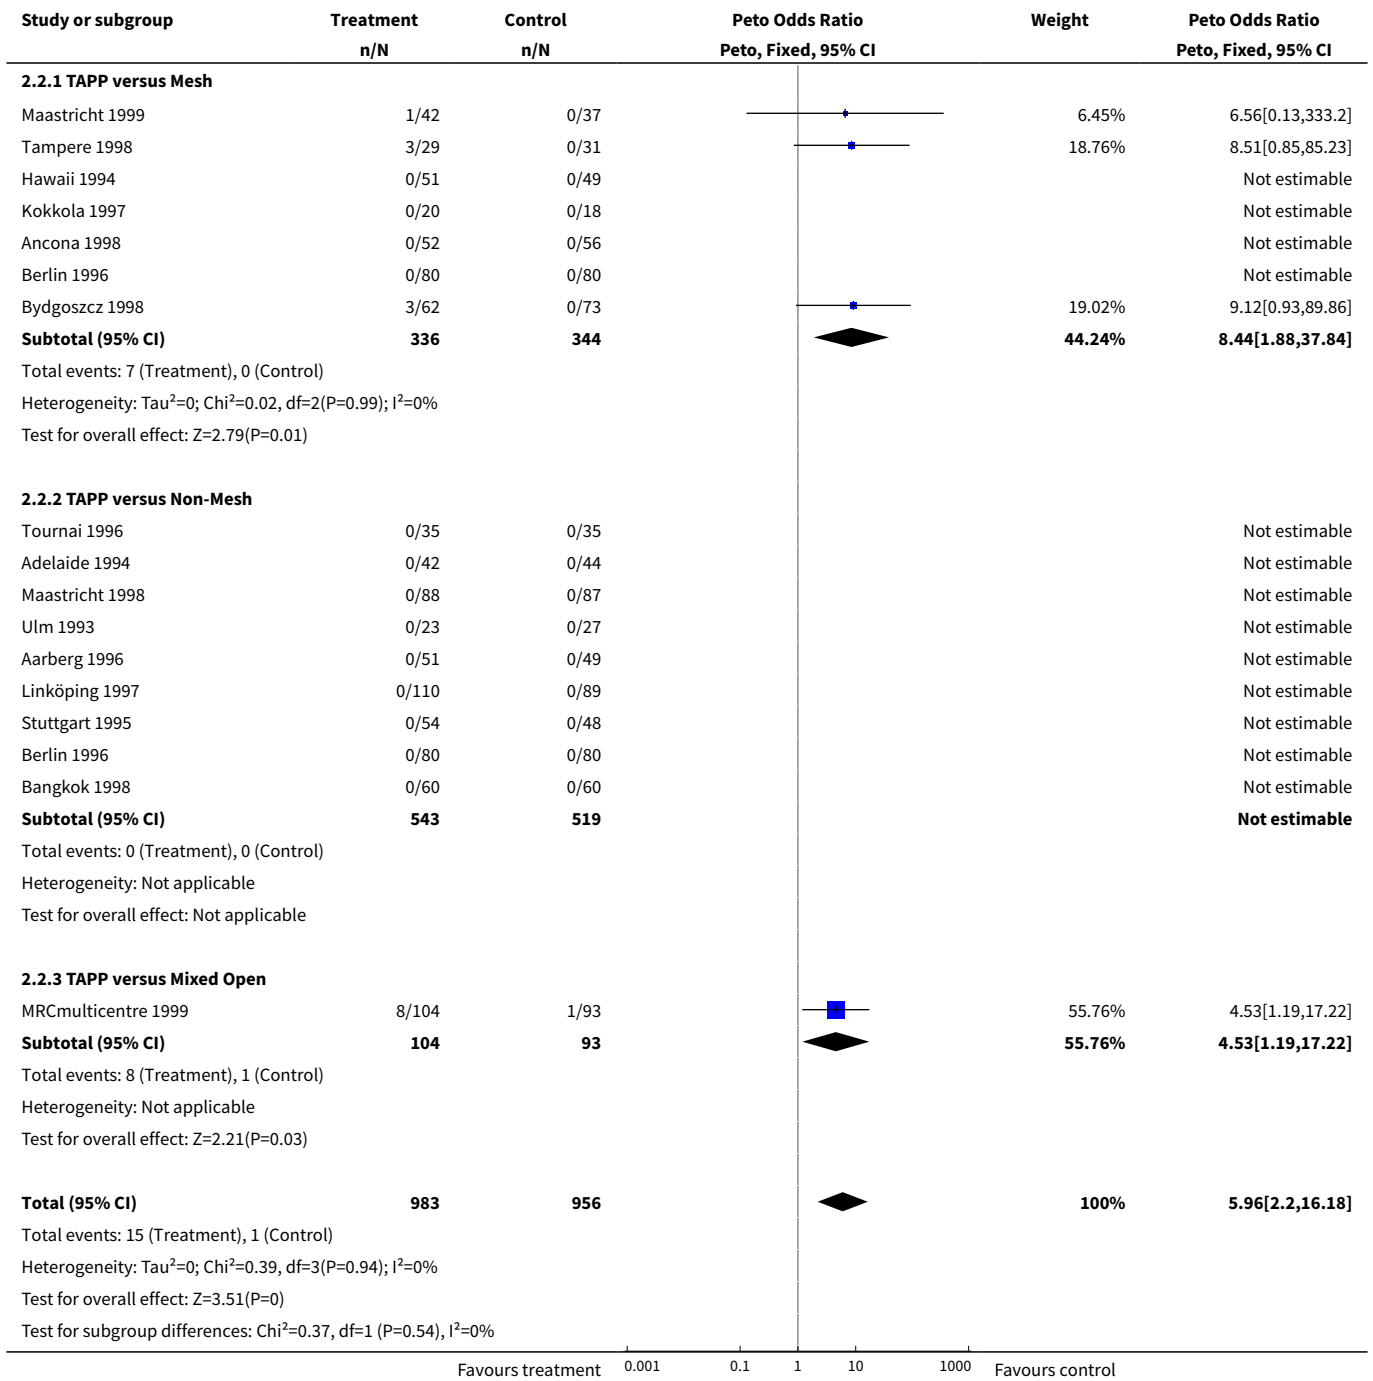 Study or subgroup Treatment Control Peto Odds Ratio Weight Peto Odds Ratio
n/N n/N Peto, Fixed, 95% CI Peto, Fixed, 95% CI
2.2.1 TAPP versus Mesh
Maastricht 1999 1/42 0/37 6.45% 6.56[0.13,333.2]
Tampere 1998 3/29 0/31 18.76% 8.51[0.85,85.23]
Hawaii 1994 0/51 0/49 Not estimable
Kokkola 1997 0/20 0/18 Not estimable
Ancona 1998 0/52 0/56 Not estimable
Berlin 1996 0/80 0/80 Not estimable
Bydgoszcz 1998 3/62 0/73 19.02% 9.12[0.93,89.86]
Subtotal (95% CI) 336 344 44.24% 8.44[1.88,37.84]
Total events: 7 (Treatment), 0 (Control)
Heterogeneity: Tau²=0; Chi²=0.02, df=2(P=0.99); I²=0%
Test for overall effect: Z=2.79(P=0.01)
2.2.2 TAPP versus Non-Mesh
Tournai 1996 0/35 0/35 Not estimable
Adelaide 1994 0/42 0/44 Not estimable
Maastricht 1998 0/88 0/87 Not estimable
Ulm 1993 0/23 0/27 Not estimable
Aarberg 1996 0/51 0/49 Not estimable
Linköping 1997 0/110 0/89 Not estimable
Stuttgart 1995 0/54 0/48 Not estimable
Berlin 1996 0/80 0/80 Not estimable
Bangkok 1998 0/60 0/60 Not estimable
Subtotal (95% CI) 543 519 Not estimable
Total events: 0 (Treatment), 0 (Control)
Heterogeneity: Not applicable
Test for overall effect: Not applicable
2.2.3 TAPP versus Mixed Open
MRCmulticentre 1999 8/104 1/93 55.76% 4.53[1.19,17.22]
Subtotal (95% CI) 104 93 55.76% 4.53[1.19,17.22]
Total events: 8 (Treatment), 1 (Control)
Heterogeneity: Not applicable
Test for overall effect: Z=2.21(P=0.03)
Total (95% CI) 983 956 100% 5.96[2.2,16.18]
Total events: 15 (Treatment), 1 (Control)
Heterogeneity: Tau²=0; Chi²=0.39, df=3(P=0.94); I²=0%
Test for overall effect: Z=3.51(P=0)
Test for subgroup differences: Chi²=0.37, df=1 (P=0.54), I²=0%
Favours treatment 0.001 0.1 1 10 1000 Favours control